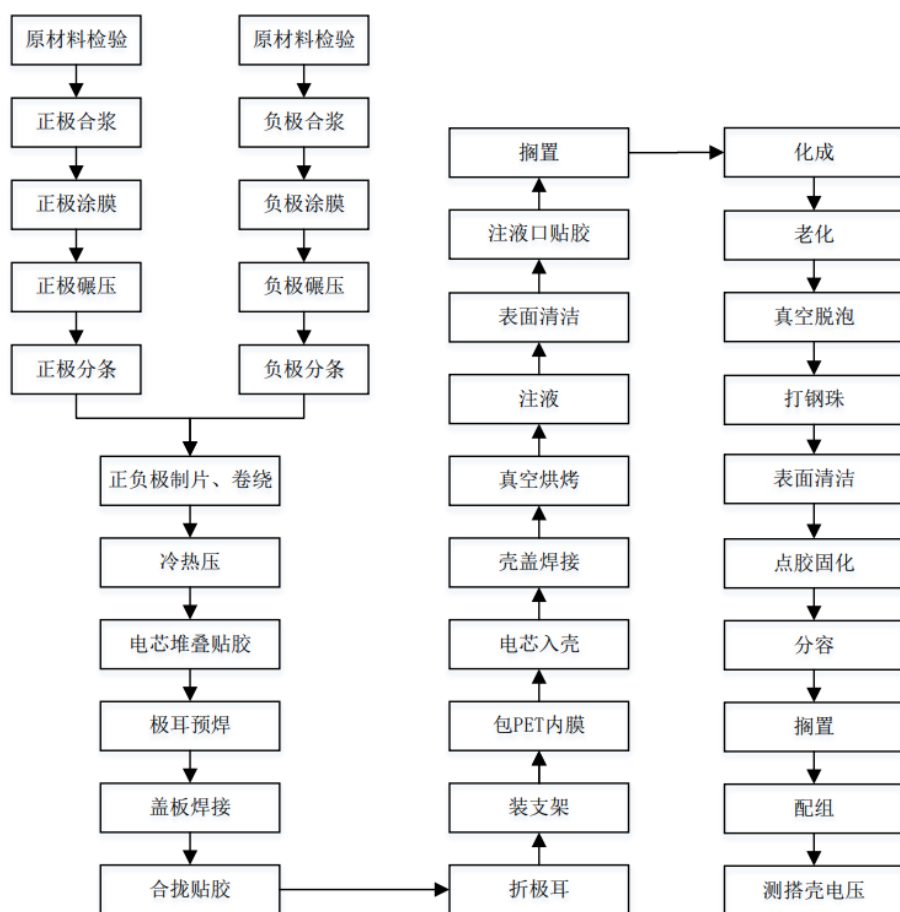 原材料检验
原材料检验
正极合浆
负极合浆
正极涂膜
负极涂膜
正极碾压
负极碾压
正极分条
负极分条
正负极制片、卷绕
冷热压
电芯堆叠贴胶
极耳预焊
盖板焊接
合拢贴胶
折极耳
装支架
包PET内膜
电芯入壳
壳盖焊接
真空烘烤
注液
表面清洁
注液口贴胶
搁置
化成
老化
真空脱泡
打钢珠
表面清洁
点胶固化
分容
搁置
配组
测搭壳电压